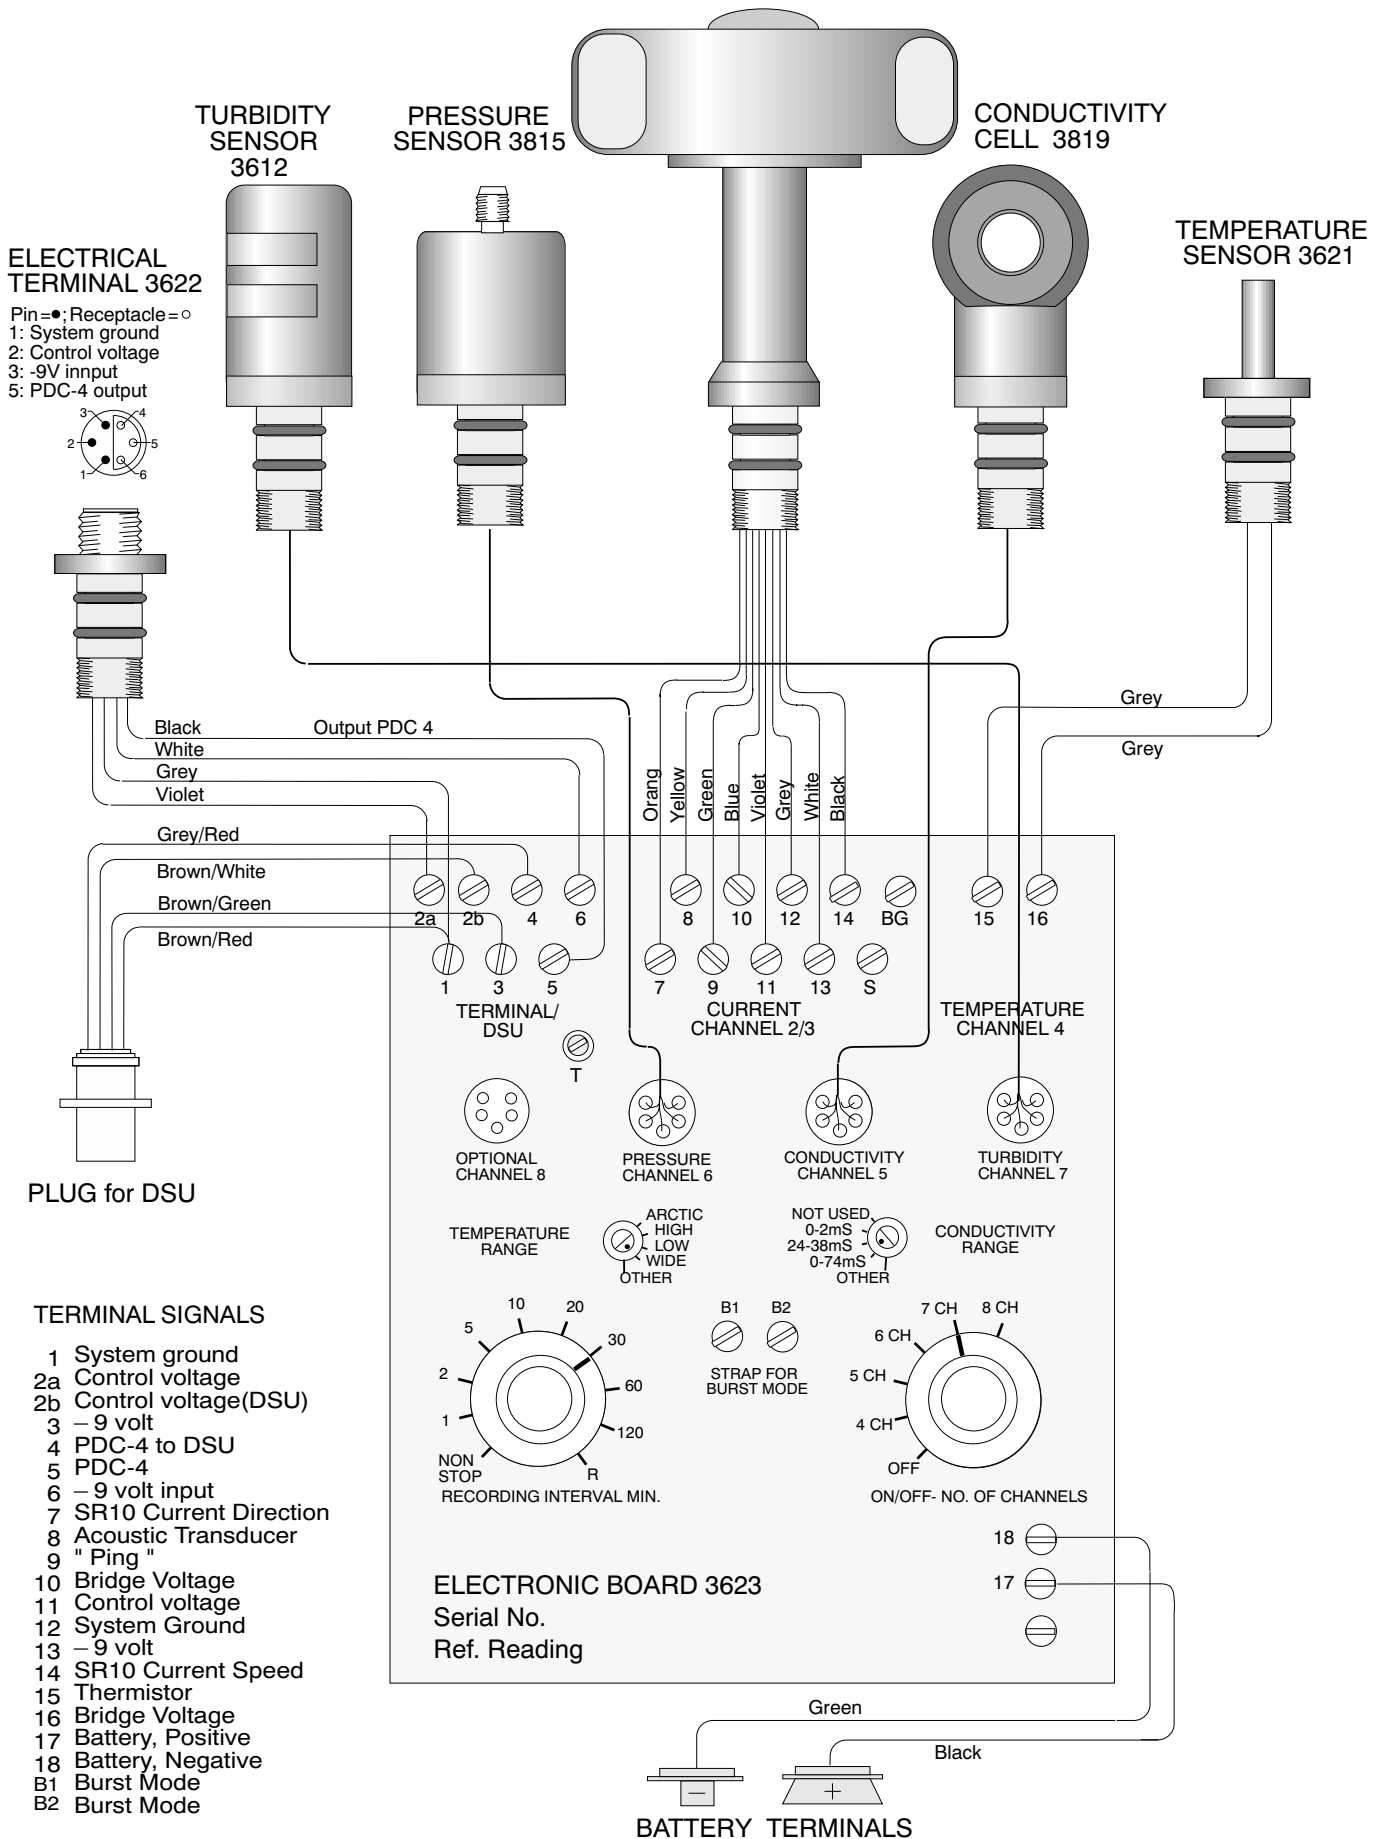 TURBIDITY
SENSOR
3612
PRESSURE
SENSOR 3815
CONDUCTIVITY
CELL 3819
TEMPERATURE
SENSOR 3621
ELECTRICAL
TERMINAL 3622
Pin=●; Receptacle=○
1: System ground
2: Control voltage
3: -9V innput
5: PDC-4 output
3
4
2
5
1
6
Black
Output PDC 4
White
Grey
Violet
Grey/Red
Brown/White
Brown/Green
Brown/Red
Orang
Yellow
Green
Blue
Violet
Grey
White
Black
Grey
Grey
2a
2b
4
6
8
10
12
14
BG
15
16
1
3
5
7
9
11
13
S
TERMINAL/
DSU
CURRENT
CHANNEL 2/3
TEMPERATURE
CHANNEL 4
T
OPTIONAL
CHANNEL 8
PRESSURE
CHANNEL 6
CONDUCTIVITY
CHANNEL 5
TURBIDITY
CHANNEL 7
PLUG for DSU
TEMPERATURE
RANGE
ARCTIC
HIGH
LOW
WIDE
OTHER
NOT USED
0-2mS
24-38mS
0-74mS
OTHER
CONDUCTIVITY
RANGE
NON
STOP
1
2
5
10
20
30
60
120
R
RECORDING INTERVAL MIN.
B1
B2
STRAP FOR
BURST MODE
OFF
4 CH
5 CH
6 CH
7 CH
8 CH
ON/OFF- NO. OF CHANNELS
18
17
ELECTRONIC BOARD 3623
Serial No.
Ref. Reading
TERMINAL SIGNALS
1 System ground
2a Control voltage
2b Control voltage(DSU)
3 – 9 volt
4 PDC-4 to DSU
5 PDC-4
6 – 9 volt input
7 SR10 Current Direction
8 Acoustic Transducer
9 " Ping "
10 Bridge Voltage
11 Control voltage
12 System Ground
13 – 9 volt
14 SR10 Current Speed
15 Thermistor
16 Bridge Voltage
17 Battery, Positive
18 Battery, Negative
B1 Burst Mode
B2 Burst Mode
Green
Black
–
+
BATTERY TERMINALS